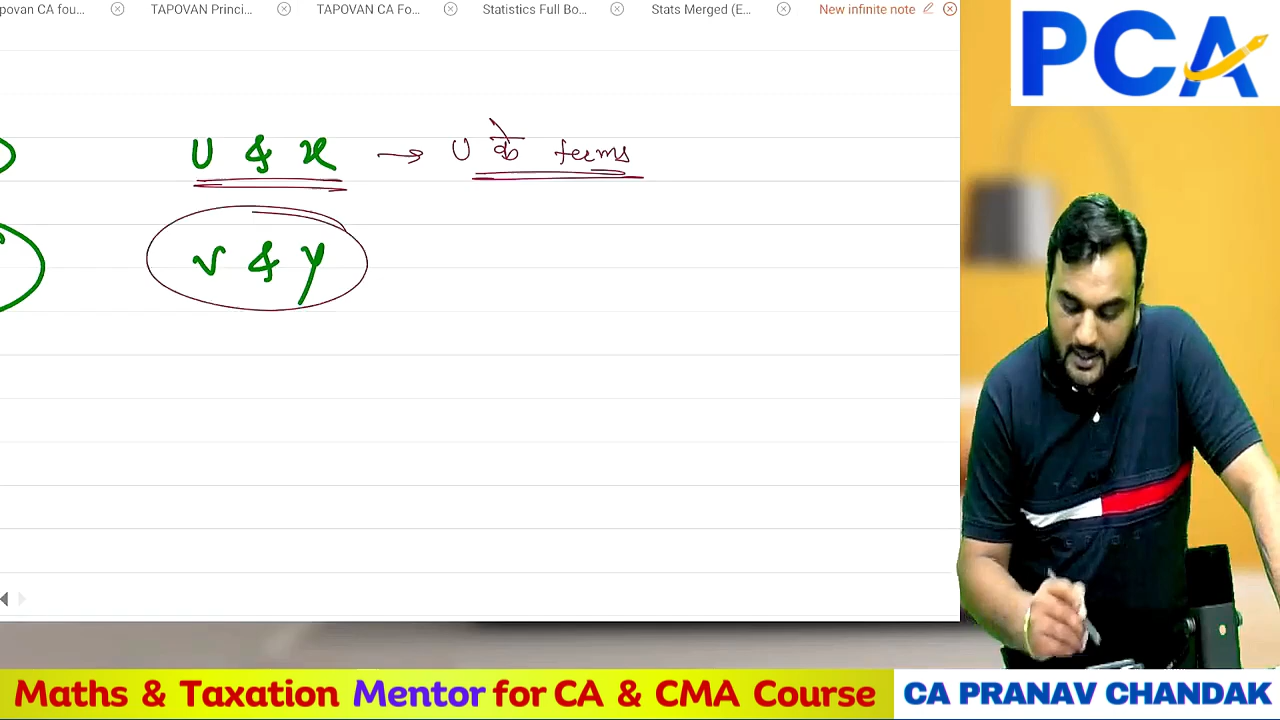 povan CA fou... TAPOVAN Princi... TAPOVAN CA Fo... Statistics Full Bo... Stats Merged (E... New infinite note
PCA
U & x → U के terms
v & y
Maths & Taxation Mentor for CA & CMA Course
CA PRANAV CHANDAK